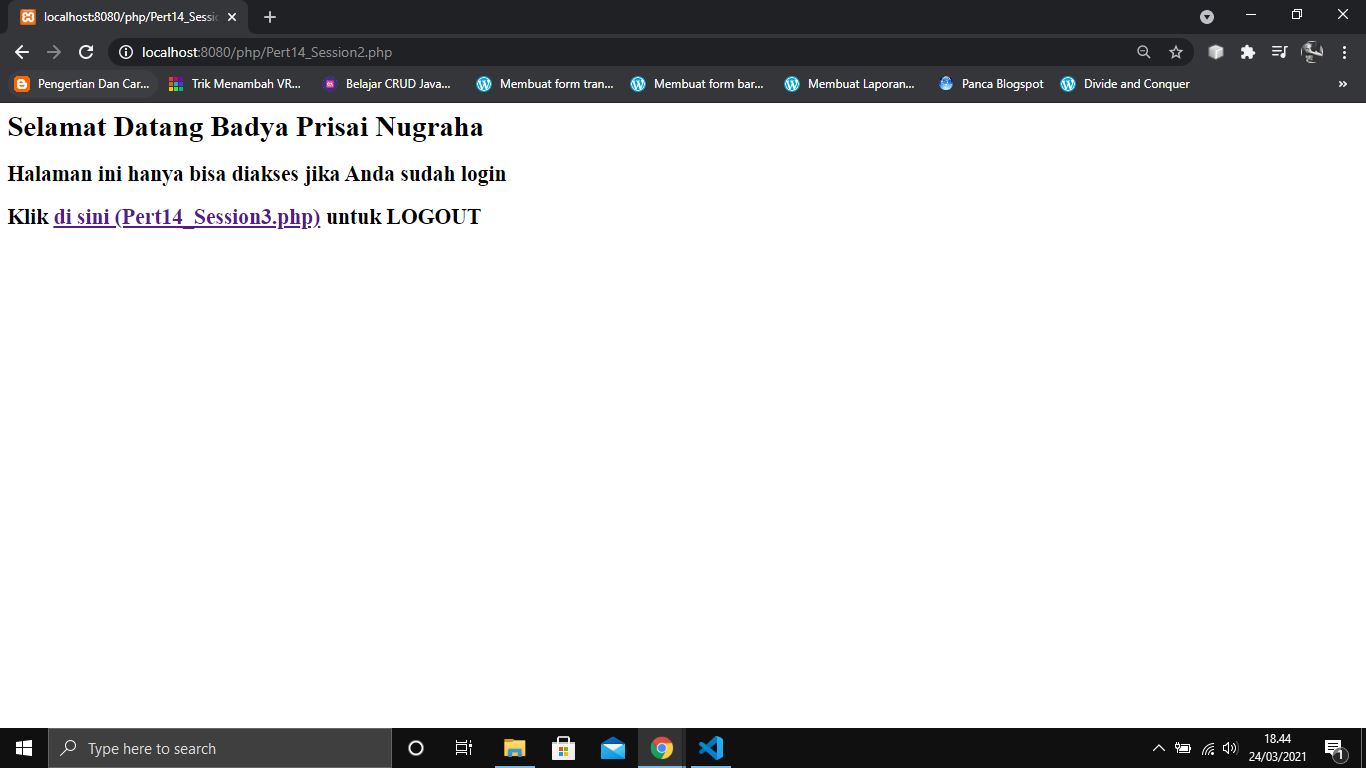 localhost:8080/php/Pert14_Sessic
localhost:8080/php/Pert14_Session2.php
Pengertian Dan Car... Trik Menambah VR... Belajar CRUD Java... Membuat form tran... Membuat form bar... Membuat Laporan... Panca Blogspot Divide and Conquer »
Selamat Datang Badya Prisai Nugraha
Halaman ini hanya bisa diakses jika Anda sudah login
Klik di sini (Pert14_Session3.php) untuk LOGOUT
Type here to search
18.44
24/03/2021
1